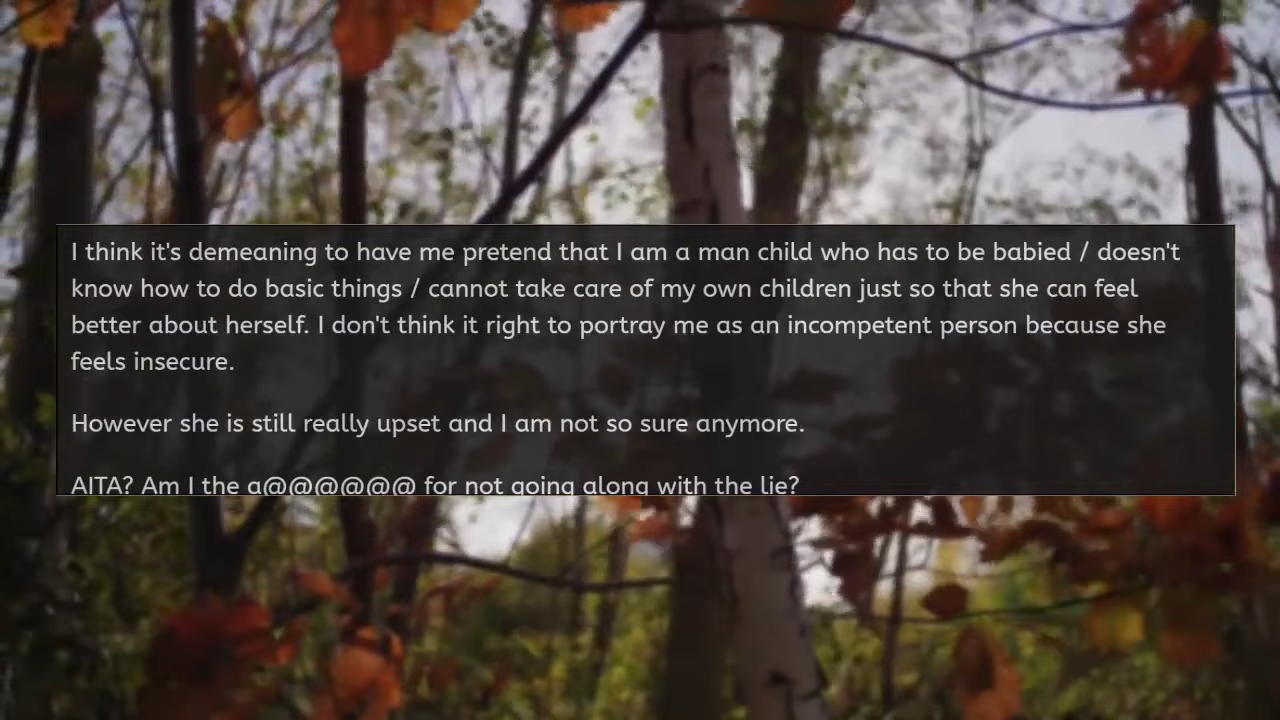 I think it's demeaning to have me pretend that I am a man child who has to be babied / doesn't
know how to do basic things / cannot take care of my own children just so that she can feel
better about herself. I don't think it right to portray me as an incompetent person because she
feels insecure.
However she is still really upset and I am not so sure anymore.
AITA? Am I the a@@@@@@ for not going along with the lie?